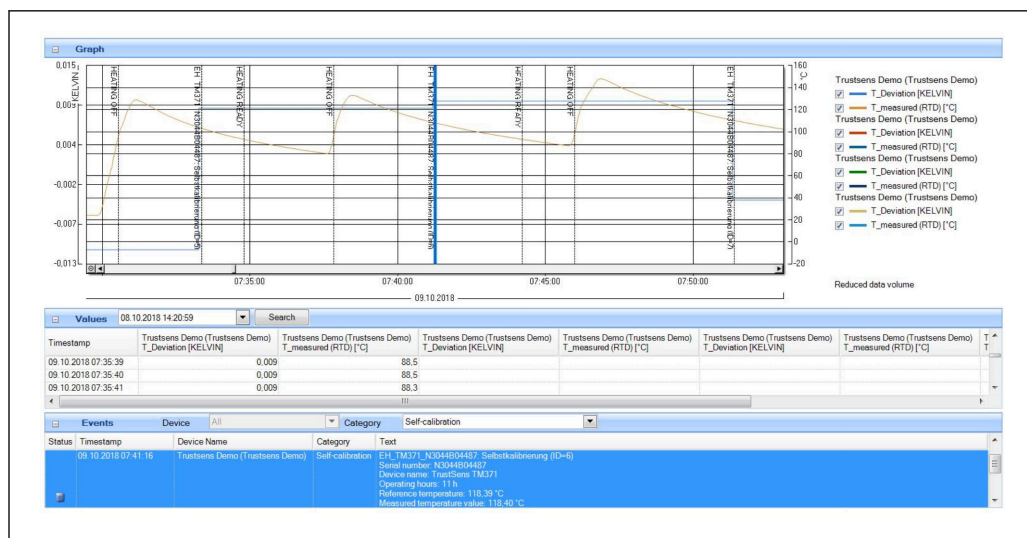 Graph
0,015
0,009
0,004
-0,002
-0,007
-0,013
KELVIN
HEATING OFF
EH_TM371_N3044B04487: Selbstkalibrierung (ID=5)
HEATING READY
HEATING OFF
EH_TM371_N3044B04487: Selbstkalibrierung (ID=6)
HEATING READY
HEATING OFF
EH_TM371_N3044B04487: Selbstkalibrierung (ID=7)
160
140
120
100
80
60
40
20
0
-20
°C
07:35:00 07:40:00 07:45:00 07:50:00
09.10.2018
Trustsens Demo (Trustsens Demo)
T_Deviation [KELVIN]
T_measured (RTD) [°C]
Trustsens Demo (Trustsens Demo)
T_Deviation [KELVIN]
T_measured (RTD) [°C]
Trustsens Demo (Trustsens Demo)
T_Deviation [KELVIN]
T_measured (RTD) [°C]
Trustsens Demo (Trustsens Demo)
T_Deviation [KELVIN]
T_measured (RTD) [°C]
Reduced data volume
Values 08.10.2018 14:20:59 Search
Timestamp
Trustsens Demo (Trustsens Demo) Trustsens Demo (Trustsens Demo) Trustsens Demo (Trustsens Demo) Trustsens Demo (Trustsens Demo) Trustsens Demo (Trustsens Demo) Trustsens Demo (Trustsens Demo) T
T_Deviation [KELVIN] T_measured (RTD) [°C] T_Deviation [KELVIN] T_measured (RTD) [°C] T_Deviation [KELVIN] T_measured (RTD) [°C] T
09.10.2018 07:35:39 0,009 88,5
09.10.2018 07:35:40 0,009 88,5
09.10.2018 07:35:41 0,009 88,3
Events Device All Category Self-calibration
Status Timestamp Device Name Category Text
09.10.2018 07:41:16 Trustsens Demo (Trustsens Demo) Self-calibration EH_TM371_N3044B04487: Selbstkalibrierung (ID=6)
Serial number: N3044B04487
Device name: TrustSens TM371
Operating hours: 11 h
Reference temperature: 118,39 °C
Measured temperature value: 118,40 °C